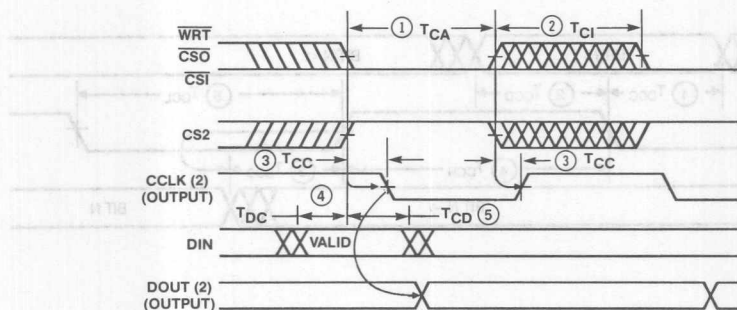 WRT
① TCA
② TCI
CSO
CSI
CS2
③ TCC
③ TCC
CCLK (2)
(OUTPUT)
④
TDC
TCD ⑤
DIN
VALID
DOUT (2)
(OUTPUT)